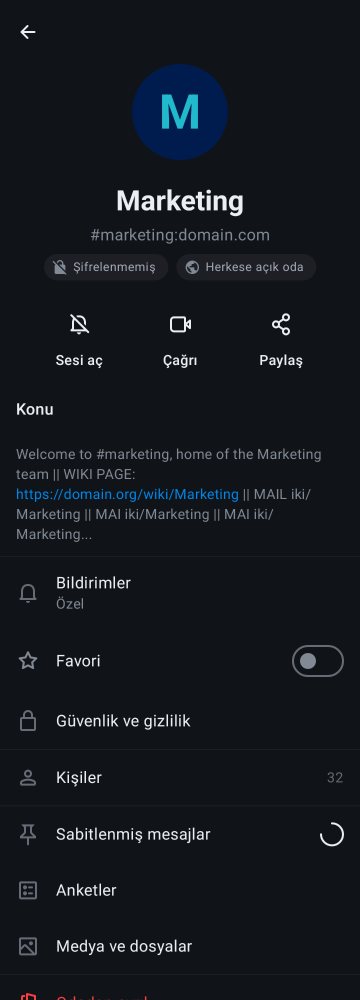 M
Marketing
#marketing:domain.com
Şifrelenmemiş
Herkese açık oda
Sesi aç
Çağrı
Paylaş
Konu
Welcome to #marketing, home of the Marketing
team || WIKI PAGE:
https://domain.org/wiki/Marketing || MAIL iki/
Marketing || MAI iki/Marketing || MAI iki/
Marketing...
Bildirimler
Özel
Favori
Güvenlik ve gizlilik
Kişiler
32
Sabitlenmiş mesajlar
Anketler
Medya ve dosyalar